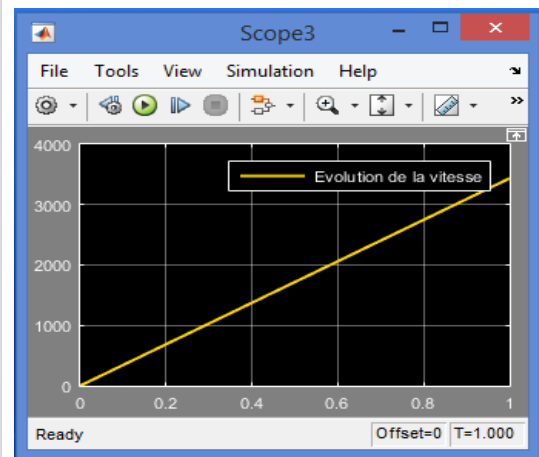 Scope3
File Tools View Simulation Help
4000
Evolution de la vitesse
3000
2000
1000
0
0 0.2 0.4 0.6 0.8 1
Ready Offset=0 T=1.000